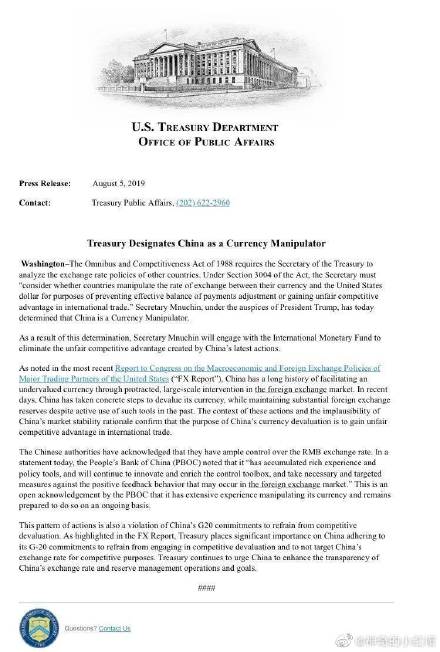 U.S. TREASURY DEPARTMENT
OFFICE OF PUBLIC AFFAIRS
Press Release: August 5, 2019
Contact: Treasury Public Affairs, (202) 622-2960
Treasury Designates China as a Currency Manipulator
Washington–The Omnibus and Competitiveness Act of 1988 requires the Secretary of the Treasury to
analyze the exchange rate policies of other countries. Under Section 3004 of the Act, the Secretary must
"consider whether countries manipulate the rate of exchange between their currency and the United States
dollar for purposes of preventing effective balance of payments adjustment or gaining unfair competitive
advantage in international trade." Secretary Mnuchin, under the auspices of President Trump, has today
determined that China is a Currency Manipulator.
As a result of this determination, Secretary Mnuchin will engage with the International Monetary Fund to
eliminate the unfair competitive advantage created by China's latest actions.
As noted in the most recent Report to Congress on the Macroeconomic and Foreign Exchange Policies of
Major Trading Partners of the United States ("FX Report"), China has a long history of facilitating an
undervalued currency through protracted, large-scale intervention in the foreign exchange market. In recent
days, China has taken concrete steps to devalue its currency, while maintaining substantial foreign exchange
reserves despite active use of such tools in the past. The context of these actions and the implausibility of
China's market stability rationale confirm that the purpose of China's currency devaluation is to gain unfair
competitive advantage in international trade.
The Chinese authorities have acknowledged that they have ample control over the RMB exchange rate. In a
statement today, the People's Bank of China (PBOC) noted that it "has accumulated rich experience and
policy tools, and will continue to innovate and enrich the control toolbox, and take necessary and targeted
measures against the positive feedback behavior that may occur in the foreign exchange market." This is an
open acknowledgement by the PBOC that it has extensive experience manipulating its currency and remains
prepared to do so on an ongoing basis.
This pattern of actions is also a violation of China's G20 commitments to refrain from competitive
devaluation. As highlighted in the FX Report, Treasury places significant importance on China adhering to
its G-20 commitments to refrain from engaging in competitive devaluation and to not target China's
exchange rate for competitive purposes. Treasury continues to urge China to enhance the transparency of
China's exchange rate and reserve management operations and goals.
####
Questions? Contact Us